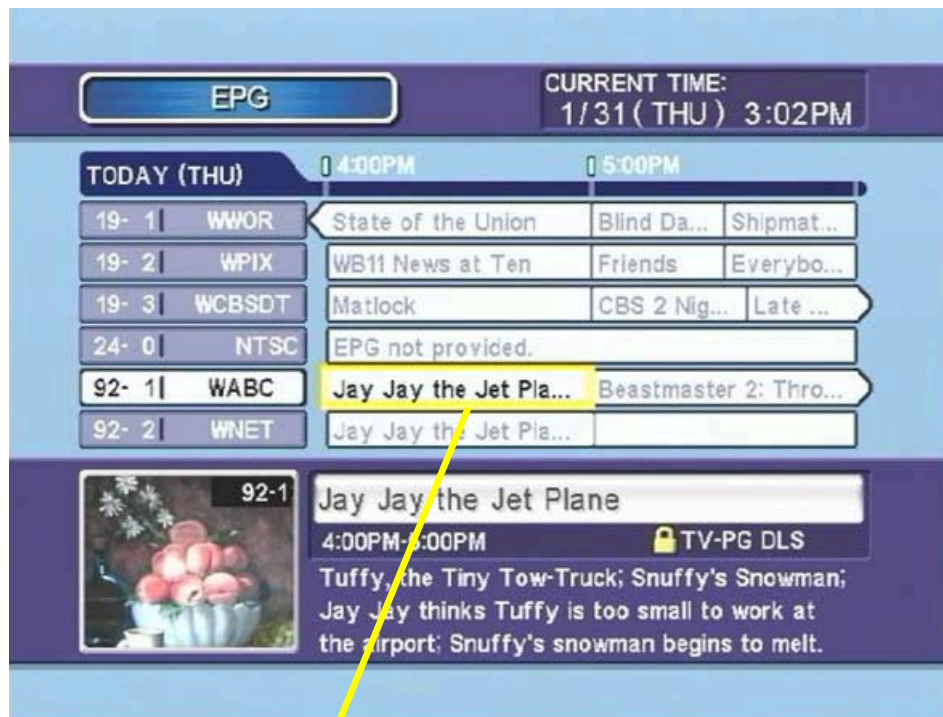 EPG
CURRENT TIME:
1/31 ( THU ) 3:02PM
TODAY (THU)
4:00PM
5:00PM
19- 1 WWOR State of the Union Blind Da... Shipmat...
19- 2 WPIX WB11 News at Ten Friends Everybo...
19- 3 WCBSDT Matlock CBS 2 Nig... Late ...
24- 0 NTSC EPG not provided.
92- 1 WABC Jay Jay the Jet Pla... Beastmaster 2: Thro...
92- 2 WNET Jay Jay the Jet Pla...
92-1
Jay Jay the Jet Plane
4:00PM-5:00PM TV-PG DLS
Tuffy, the Tiny Tow-Truck; Snuffy's Snowman;
Jay Jay thinks Tuffy is too small to work at
the airport; Snuffy's snowman begins to melt.